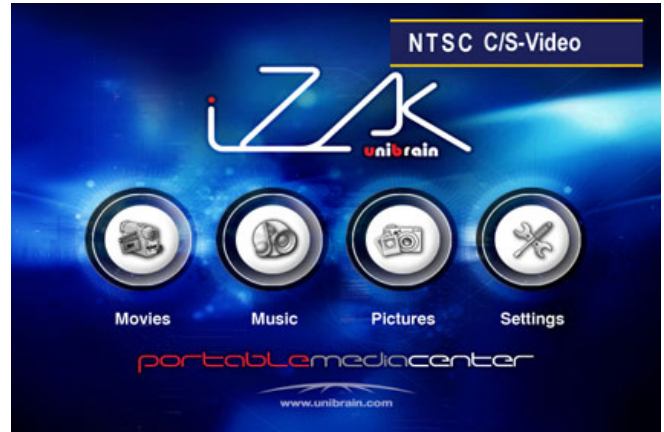 NTSC C/S-Video
iZAK
unibrain
Movies Music Pictures Settings
portablemediacenter
www.unibrain.com